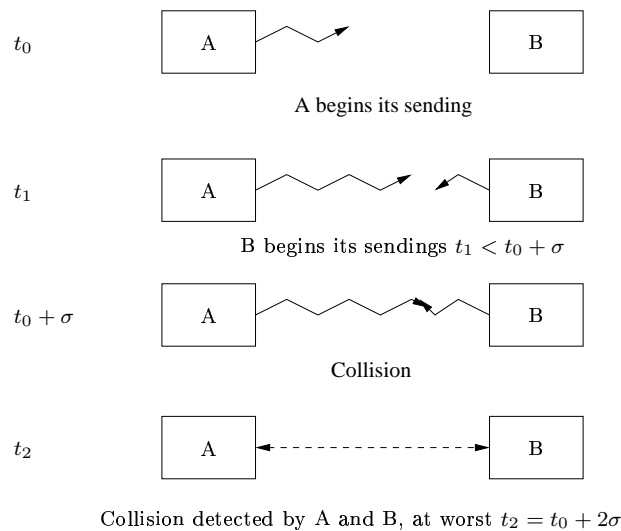 t₀ A B
A begins its sending
t₁ A B
B begins its sendings t₁ < t₀ + σ
t₀ + σ A B
Collision
t₂ A B
Collision detected by A and B, at worst t₂ = t₀ + 2σ